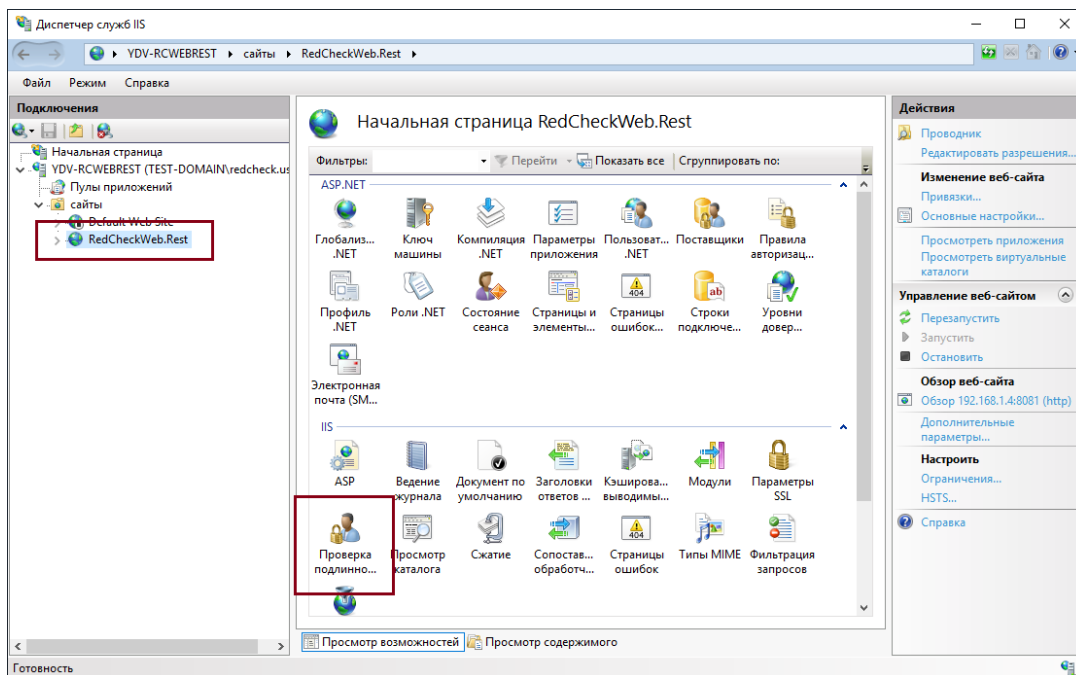 Диспетчер служб IIS
YDV-RCWEBREST
сайты
RedCheckWeb.Rest
Файл Режим Справка
Подключения
Начальная страница
YDV-RCWEBREST (TEST-DOMAIN\redcheck.us
Пулы приложений
сайты
Default Web Site
RedCheckWeb.Rest
Начальная страница RedCheckWeb.Rest
Фильтры: Перейти Показать все Сгруппировать по:
ASP.NET
Глобализ... .NET
Ключ машины
Компиляция .NET
Параметры приложения
Пользоват... .NET
Поставщики
Правила авторизац...
Профиль .NET
Роли .NET
Состояние сеанса
Страницы и элементы...
404
Страницы ошибок...
ab
Строки подключе...
Уровни довер...
Электронная почта (SM...
IIS
ASP
Ведение журнала
Документ по умолчанию
Заголовки ответов ...
Кэширова... выводимы...
Модули
Параметры SSL
Проверка подлинно...
Просмотр каталога
Сжатие
Сопостав... обработч...
404
Страницы ошибок
Типы MIME
Фильтрация запросов
Просмотр возможностей Просмотр содержимого
Действия
Проводник
Редактировать разрешения...
Изменение веб-сайта
Привязки...
Основные настройки...
Просмотреть приложения
Просмотреть виртуальные
каталоги
Управление веб-сайтом
Перезапустить
Запустить
Остановить
Обзор веб-сайта
Обзор 192.168.1.4:8081 (http)
Дополнительные
параметры...
Настроить
Ограничения...
HSTS...
Справка
Готовность